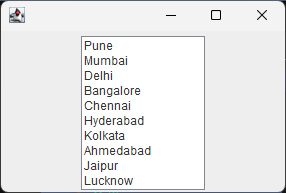 Pune
Mumbai
Delhi
Bangalore
Chennai
Hyderabad
Kolkata
Ahmedabad
Jaipur
Lucknow